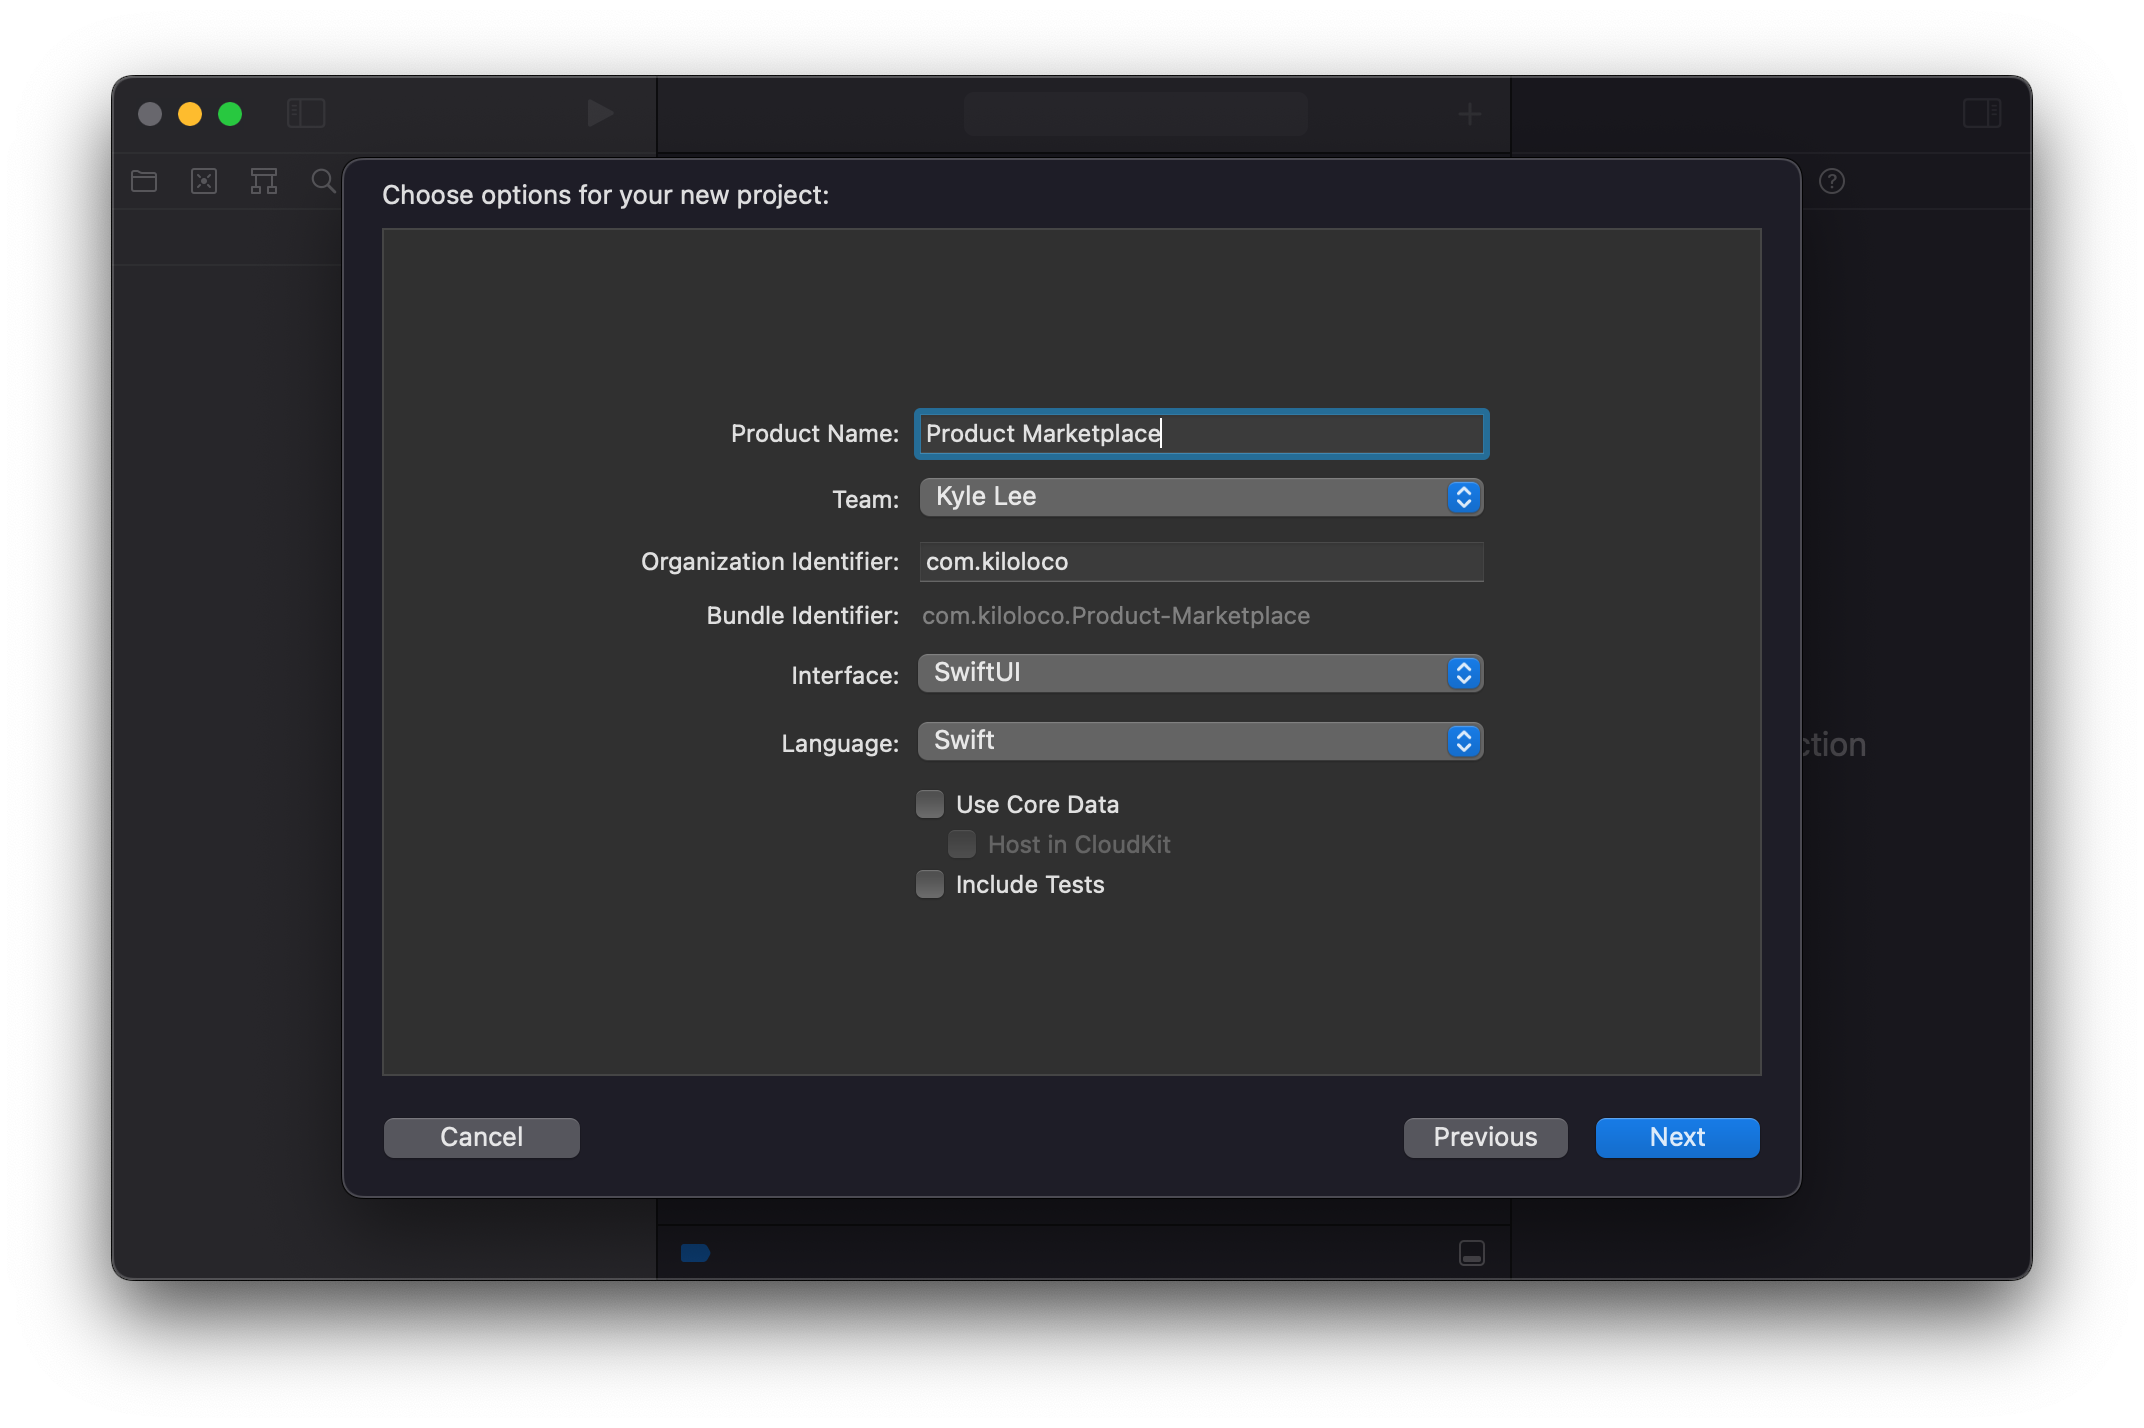 Choose options for your new project:
Product Name: Product Marketplace
Team: Kyle Lee
Organization Identifier: com.kiloloco
Bundle Identifier: com.kiloloco.Product-Marketplace
Interface: SwiftUI
Language: Swift
Use Core Data
Host in CloudKit
Include Tests
Cancel Previous Next